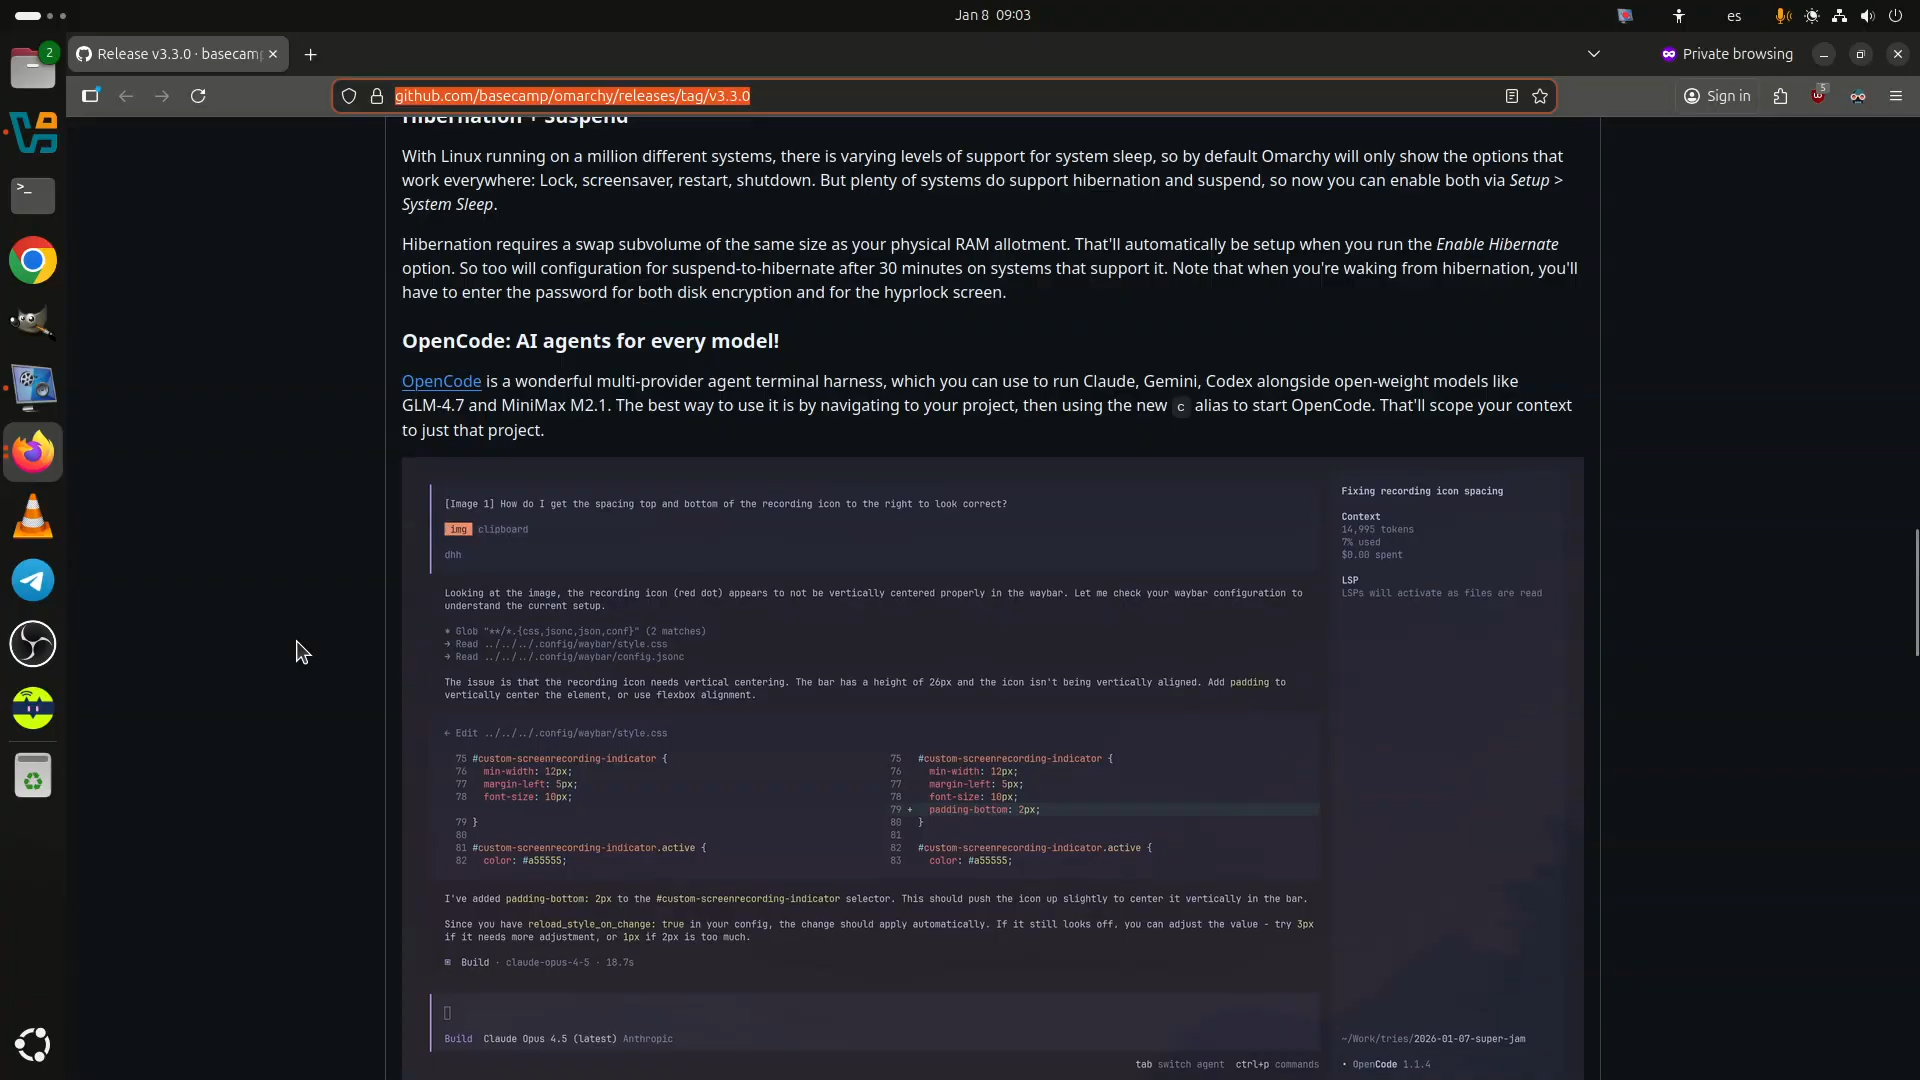 Jan 8 09:03
es
2
Release v3.3.0 · basecamp
Private browsing
github.com/basecamp/omarchy/releases/tag/v3.3.0
Sign in
5
Hibernation + Suspend
With Linux running on a million different systems, there is varying levels of support for system sleep, so by default Omarchy will only show the options that
work everywhere: Lock, screensaver, restart, shutdown. But plenty of systems do support hibernation and suspend, so now you can enable both via Setup >
System Sleep.
Hibernation requires a swap subvolume of the same size as your physical RAM allotment. That'll automatically be setup when you run the Enable Hibernate
option. So too will configuration for suspend-to-hibernate after 30 minutes on systems that support it. Note that when you're waking from hibernation, you'll
have to enter the password for both disk encryption and for the hyprlock screen.
OpenCode: AI agents for every model!
OpenCode is a wonderful multi-provider agent terminal harness, which you can use to run Claude, Gemini, Codex alongside open-weight models like
GLM-4.7 and MiniMax M2.1. The best way to use it is by navigating to your project, then using the new c alias to start OpenCode. That'll scope your context
to just that project.
[Image 1] How do I get the spacing top and bottom of the recording icon to the right to look correct?
img clipboard
dhh
Looking at the image, the recording icon (red dot) appears to not be vertically centered properly in the waybar. Let me check your waybar configuration to
understand the current setup.
✱ Glob "**/*.{css,jsonc,json,conf}" (2 matches)
→ Read ../../../.config/waybar/style.css
→ Read ../../../.config/waybar/config.jsonc
The issue is that the recording icon needs vertical centering. The bar has a height of 26px and the icon isn't being vertically aligned. Add padding to
vertically center the element, or use flexbox alignment.
← Edit ../../../.config/waybar/style.css
75 #custom-screenrecording-indicator {
76 min-width: 12px;
77 margin-left: 5px;
78 font-size: 10px;
79 }
80
81 #custom-screenrecording-indicator.active {
82 color: #a55555;
75 #custom-screenrecording-indicator {
76 min-width: 12px;
77 margin-left: 5px;
78 font-size: 10px;
79 + padding-bottom: 2px;
80 }
81
82 #custom-screenrecording-indicator.active {
83 color: #a55555;
I've added padding-bottom: 2px to the #custom-screenrecording-indicator selector. This should push the icon up slightly to center it vertically in the bar.
Since you have reload_style_on_change: true in your config, the change should apply automatically. If it still looks off, you can adjust the value - try 3px
if it needs more adjustment, or 1px if 2px is too much.
Build · claude-opus-4-5 · 18.7s
Build Claude Opus 4.5 (latest) Anthropic
tab switch agent ctrl+p commands
Fixing recording icon spacing
Context
14,995 tokens
7% used
$0.00 spent
LSP
LSPs will activate as files are read
~/Work/tries/2026-01-07-super-jam
• OpenCode 1.1.4